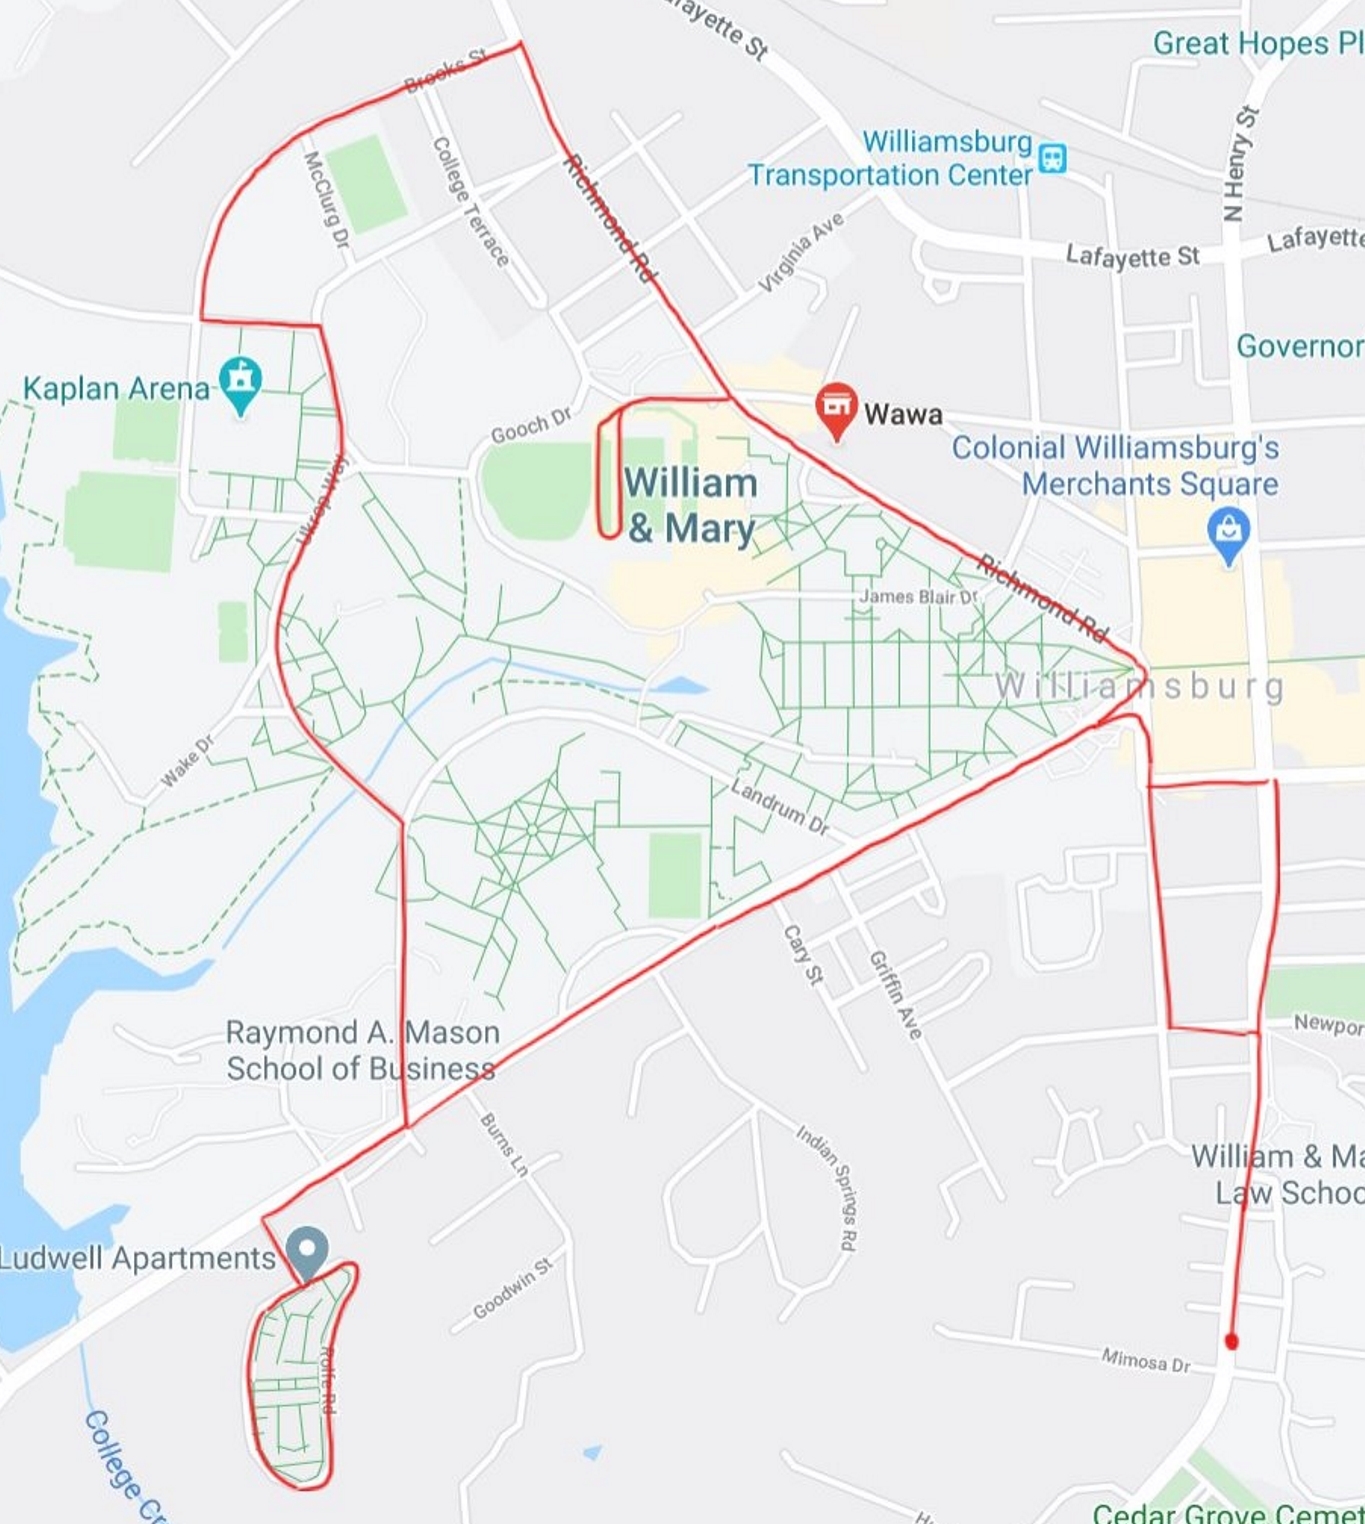 afayette St
Great Hopes Pl
Brooks St
Williamsburg
Transportation Center
N Henry St
McClurg Dr
College Terrace
Richmond Rd
Virginia Ave
Lafayette St
Lafayette
Governor
Kaplan Arena
Wawa
Gooch Dr
Colonial Williamsburg's
Merchants Square
William
& Mary
Ukrop Way
Richmond Rd
James Blair Dr
Williamsburg
Wake Dr
Landrum Dr
Cary St
Griffin Ave
Raymond A. Mason
School of Business
Newpor
Burns Ln
Indian Springs Rd
William & Ma
Law Schoo
Ludwell Apartments
Goodwin St
Rolfe Rd
Mimosa Dr
College Cr
Cedar Grove Cemet
H